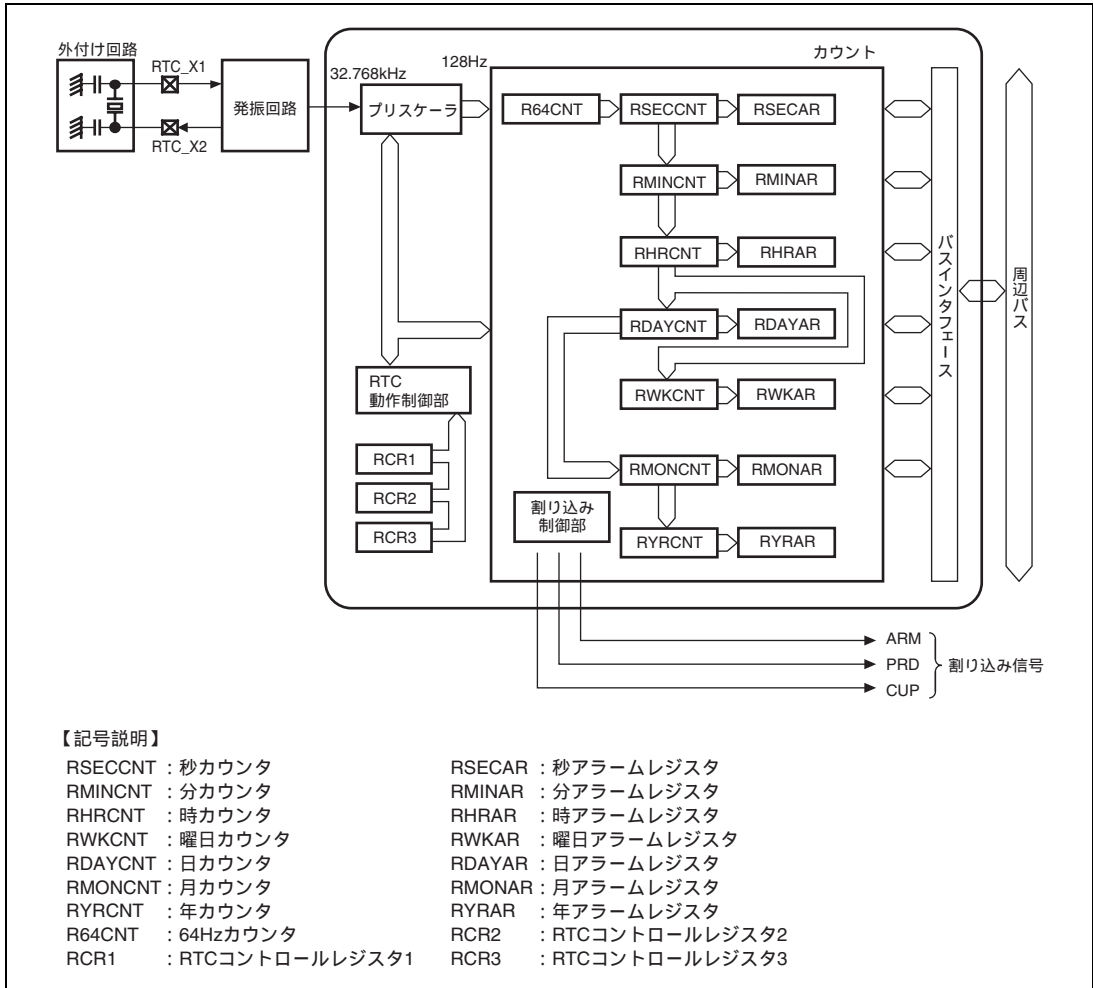 外付け回路
RTC_X1
RTC_X2
発振回路
32.768kHz
128Hz
プリスケーラ
カウント
R64CNT
RSECCNT
RSECAR
RMINCNT
RMINAR
RHRCNT
RHRAR
RDAYCNT
RDAYAR
RWKCNT
RWKAR
RMONCNT
RMONAR
RYRCNT
RYRAR
RTC
動作制御部
RCR1
RCR2
RCR3
割り込み
制御部
バスインタフェース
周辺バス
ARM
PRD
CUP
割り込み信号
【記号説明】
RSECCNT :秒カウンタ
RMINCNT :分カウンタ
RHRCNT :時カウンタ
RWKCNT :曜日カウンタ
RDAYCNT :日カウンタ
RMONCNT :月カウンタ
RYRCNT :年カウンタ
R64CNT :64Hzカウンタ
RCR1 :RTCコントロールレジスタ1
RSECAR :秒アラームレジスタ
RMINAR :分アラームレジスタ
RHRAR :時アラームレジスタ
RWKAR :曜日アラームレジスタ
RDAYAR :日アラームレジスタ
RMONAR :月アラームレジスタ
RYRAR :年アラームレジスタ
RCR2 :RTCコントロールレジスタ2
RCR3 :RTCコントロールレジスタ3